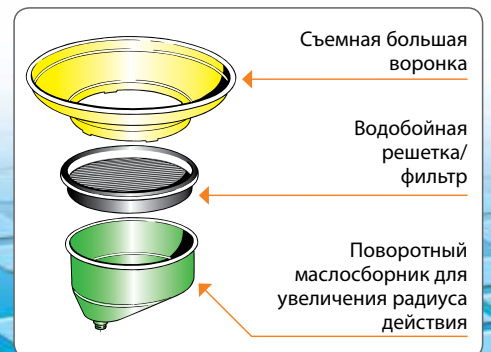 Съемная большая
воронка
Водобойная
решетка/
фильтр
Поворотный
маслосборник для
увеличения радиуса
действия